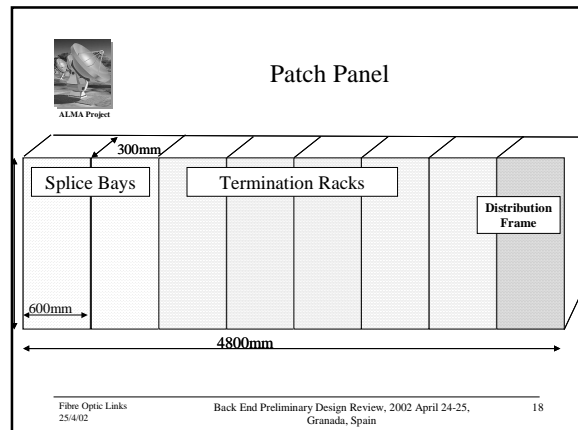 Patch Panel
ALMA Project
300mm
Splice Bays
Termination Racks
Distribution
Frame
600mm
4800mm
Fibre Optic Links
25/4/02
Back End Preliminary Design Review, 2002 April 24-25,
Granada, Spain
18